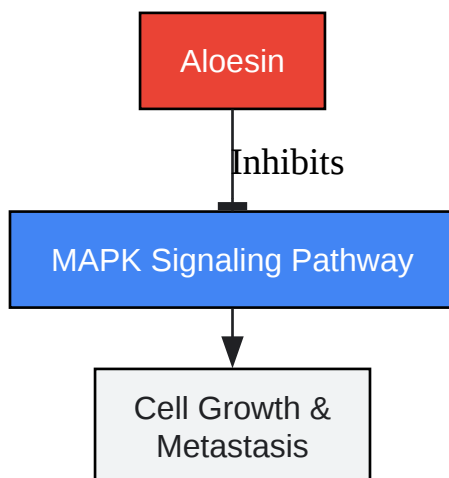 Aloesin
Inhibits
MAPK Signaling Pathway
Cell Growth &
Metastasis